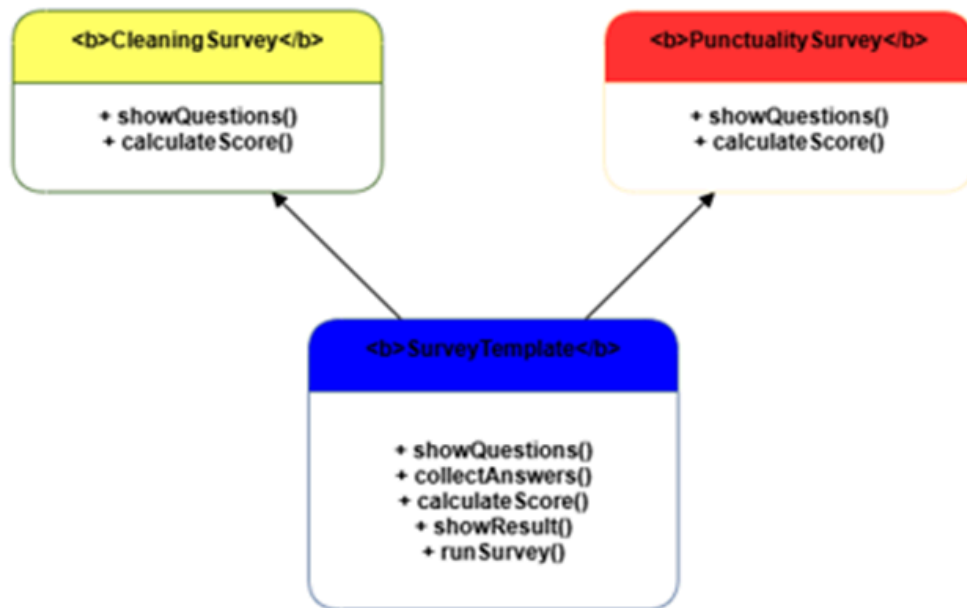 <b>CleaningSurvey</b>
+ showQuestions()
+ calculateScore()
<b>PunctualitySurvey</b>
+ showQuestions()
+ calculateScore()
<b>SurveyTemplate</b>
+ showQuestions()
+ collectAnswers()
+ calculateScore()
+ showResult()
+ runSurvey()